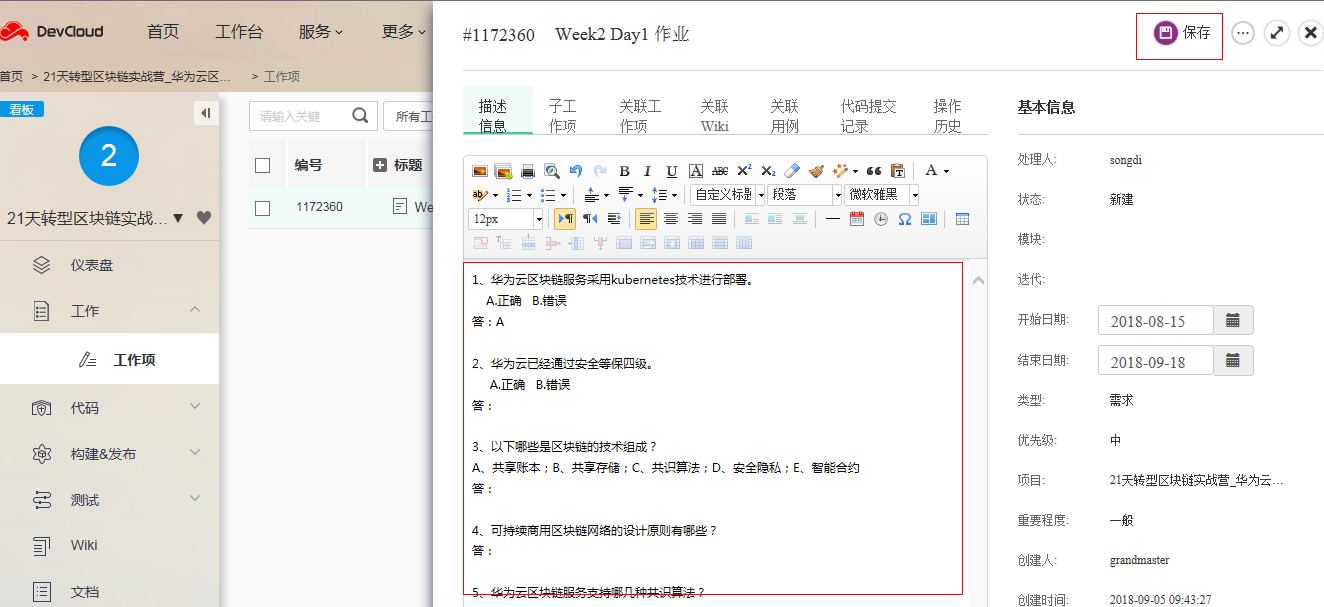 DevCloud 首页 工作台 服务 更多
首页 > 21天转型区块链实战营_华为云区... > 工作项
看板
2
21天转型区块链实战...
仪表盘
工作
工作项
代码
构建&发布
测试
Wiki
文档
请输入关键
所有工
编号 标题
1172360 We
#1172360 Week2 Day1 作业
保存
描述信息 子工作项 关联工作项 关联Wiki 关联用例 代码提交记录 操作历史
B I U A ABC X² X₂ A
自定义标题 段落 微软雅黑
12px
1、华为云区块链服务采用kubernetes技术进行部署。
A.正确 B.错误
答：A
2、华为云已经通过安全等保四级。
A.正确 B.错误
答：
3、以下哪些是区块链的技术组成？
A、共享账本；B、共享存储；C、共识算法；D、安全隐私；E、智能合约
答：
4、可持续商用区块链网络的设计原则有哪些？
答：
5、华为云区块链服务支持哪几种共识算法？
基本信息
处理人: songdi
状态: 新建
模块:
迭代:
开始日期: 2018-08-15
结束日期: 2018-09-18
类型: 需求
优先级: 中
项目: 21天转型区块链实战营_华为云...
重要程度: 一般
创建人: grandmaster
创建时间: 2018-09-05 09:43:27